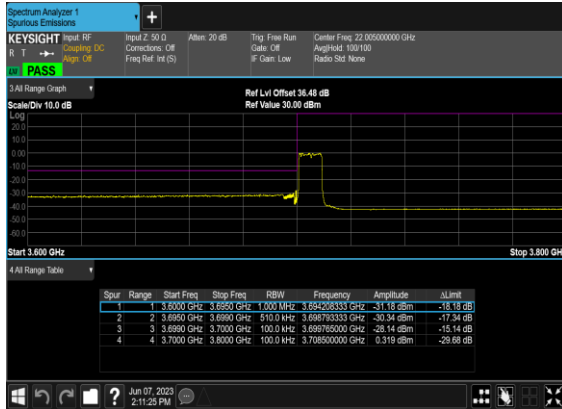 Spectrum Analyzer 1
Spurious Emissions
KEYSIGHT Input: RF Input Z: 50 Ω Atten: 20 dB Trig: Free Run Center Freq: 22.005000000 GHz
R T Coupling: DC Corrections: Off Gate: Off Avg|Hold: 100/100
Align: Off Freq Ref: Int (S) IF Gain: Low Radio Std: None
PASS
3 All Range Graph Ref Lvl Offset 36.48 dB
Scale/Div 10.0 dB Ref Value 30.00 dBm
Log
20.0
10.0
0.00
-10.0
-20.0
-30.0
-40.0
-50.0
-60.0
Start 3.600 GHz Stop 3.800 GH
4 All Range Table
Spur Range Start Freq Stop Freq RBW Frequency Amplitude ΔLimit
1 1 3.6000 GHz 3.6950 GHz 1.000 MHz 3.694208333 GHz -31.18 dBm -18.18 dB
2 2 3.6950 GHz 3.6990 GHz 510.0 kHz 3.698793333 GHz -30.34 dBm -17.34 dB
3 3 3.6990 GHz 3.7000 GHz 100.0 kHz 3.699765000 GHz -28.14 dBm -15.14 dB
4 4 3.7000 GHz 3.8000 GHz 100.0 kHz 3.708500000 GHz 0.319 dBm -29.68 dB
? Jun 07, 2023
2:11:25 PM